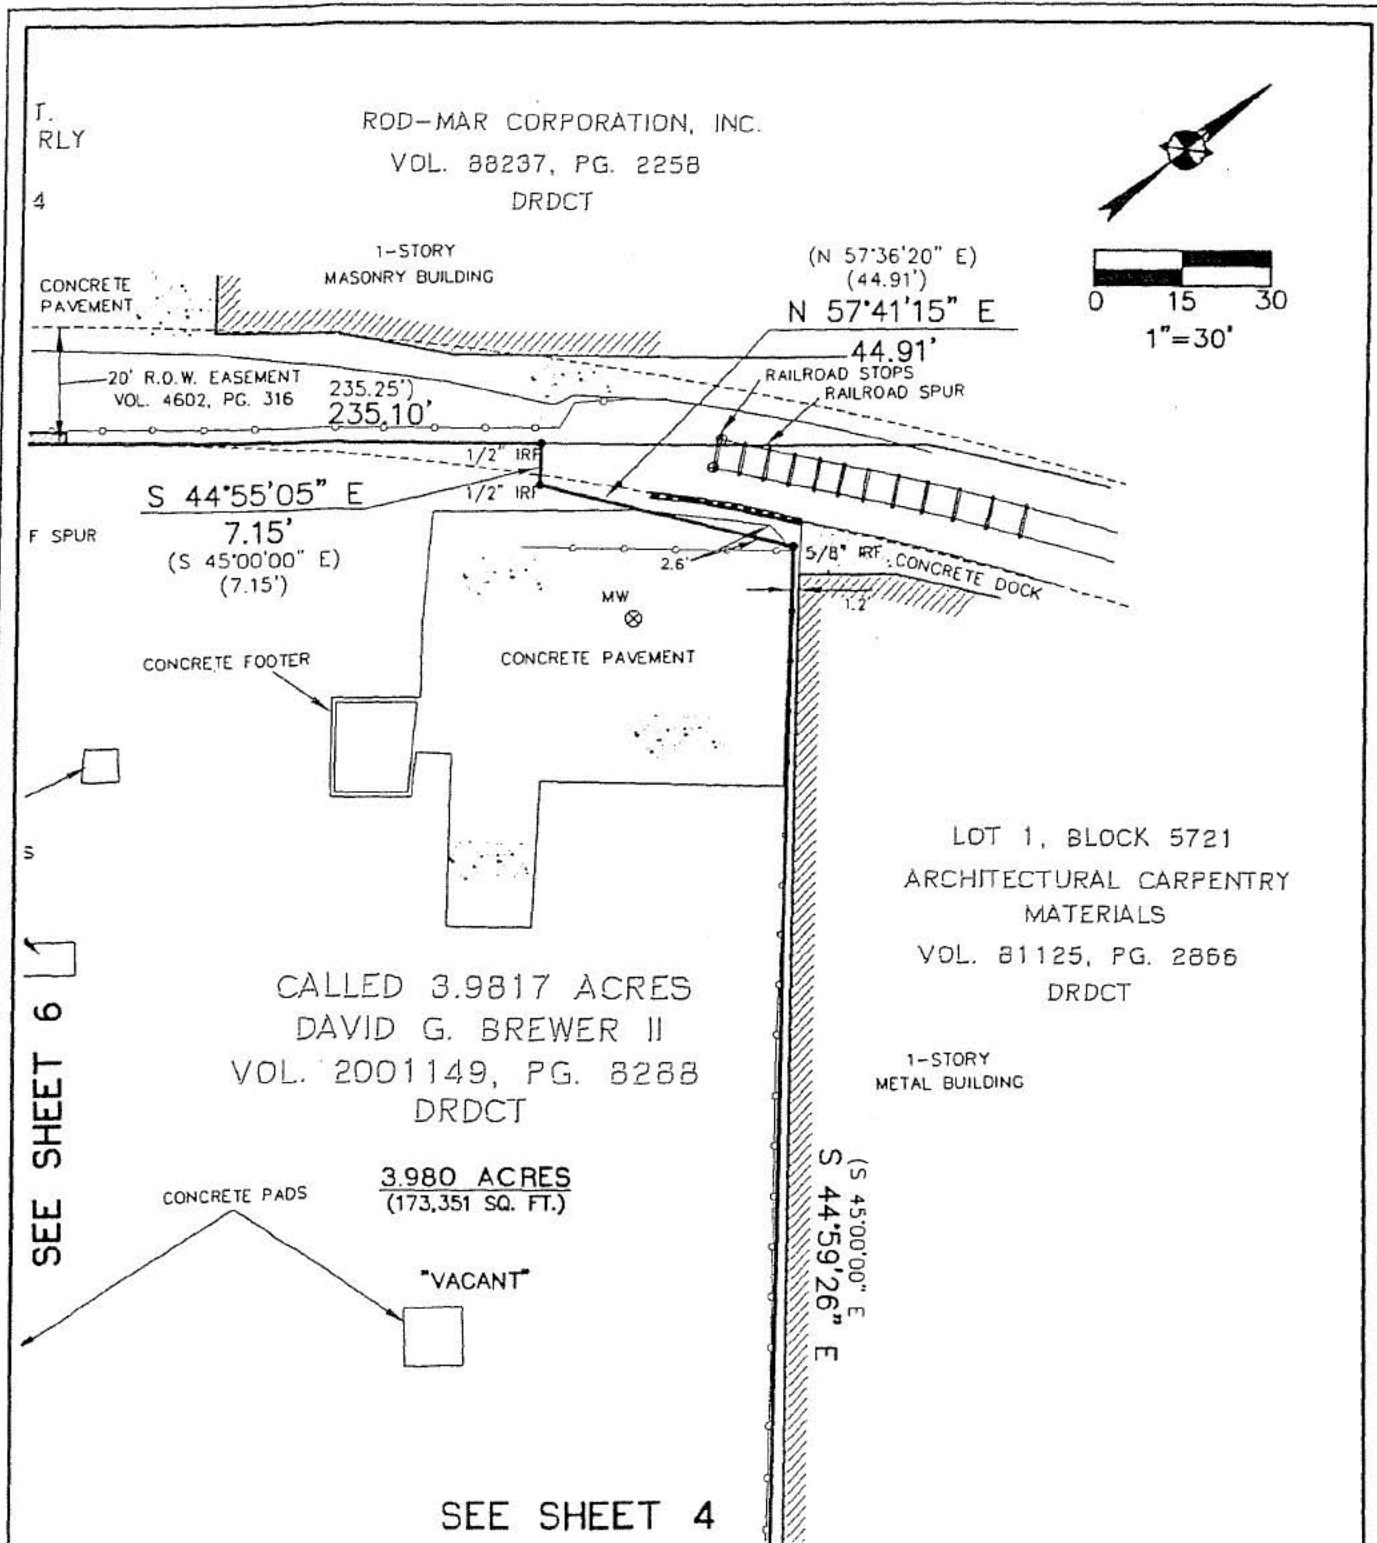 T.
RLY
4
ROD-MAR CORPORATION, INC.
VOL. 88237, PG. 2258
DRDCT
1-STORY
MASONRY BUILDING
CONCRETE
PAVEMENT
(N 57°36'20" E)
(44.91')
N 57°41'15" E
44.91'
0 15 30
1"=30'
RAILROAD STOPS
RAILROAD SPUR
20' R.O.W. EASEMENT
VOL. 4602, PG. 316
235.25')
235.10'
1/2" IRF
1/2" IRF
S 44°55'05" E
7.15'
(S 45°00'00" E)
(7.15')
F SPUR
2.6'
5/8" IRF
CONCRETE DOCK
1.2'
MW
CONCRETE FOOTER
CONCRETE PAVEMENT
S
LOT 1, BLOCK 5721
ARCHITECTURAL CARPENTRY
MATERIALS
VOL. 81125, PG. 2866
DRDCT
CALLED 3.9817 ACRES
DAVID G. BREWER II
VOL. 2001149, PG. 8288
DRDCT
1-STORY
METAL BUILDING
SEE SHEET 6
3.980 ACRES
(173,351 SQ. FT.)
CONCRETE PADS
"VACANT"
(S 45°00'00" E
S 44°59'26" E
SEE SHEET 4